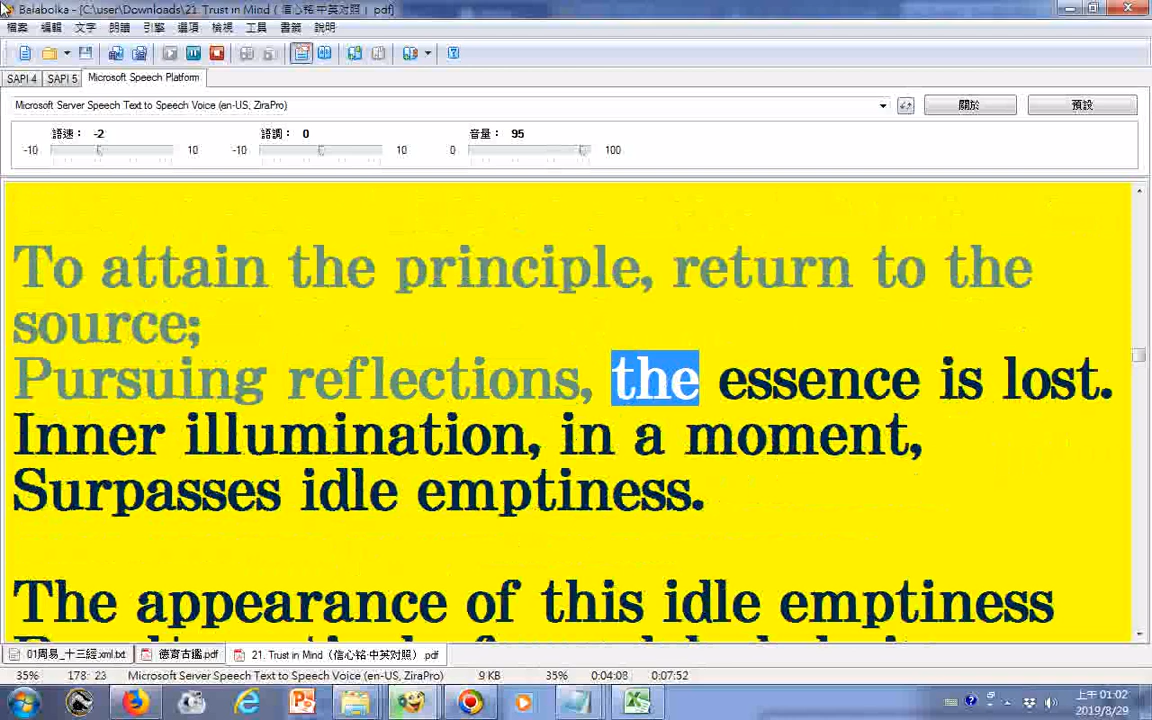 Balabolka - [C:\user\Downloads\21. Trust in Mind（信心铭·中英对照）.pdf]
檔案 編輯 文字 朗讀 引擎 選項 檢視 工具 書籤 說明
SAPI 4 SAPI 5 Microsoft Speech Platform
Microsoft Server Speech Text to Speech Voice (en-US, ZiraPro) 關於 預設
語速： -2 語調： 0 音量： 95
-10 10 -10 10 0 100
To attain the principle, return to the
source;
Pursuing reflections, the essence is lost.
Inner illumination, in a moment,
Surpasses idle emptiness.
The appearance of this idle emptiness
01周易_十三經.xml.txt 德育古鑑.pdf 21. Trust in Mind（信心铭·中英对照）.pdf
35% 178: 23 Microsoft Server Speech Text to Speech Voice (en-US, ZiraPro) 9 KB 35% 0:04:08 0:07:52
上午 01:02
2019/8/29